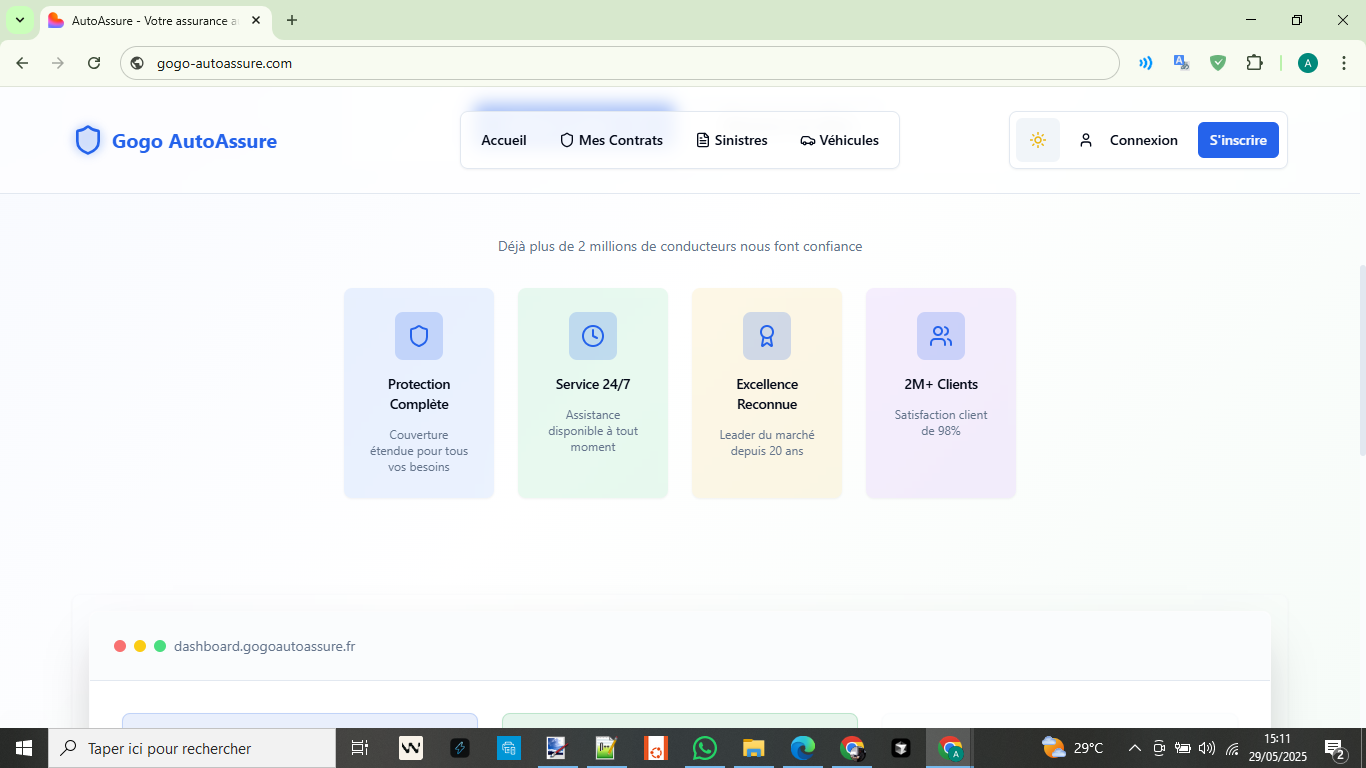 AutoAssure - Votre assurance a
gogo-autoassure.com
A
Gogo AutoAssure
Accueil
Mes Contrats
Sinistres
Véhicules
Connexion
S'inscrire
Déjà plus de 2 millions de conducteurs nous font confiance
Protection
Complète
Couverture
étendue pour tous
vos besoins
Service 24/7
Assistance
disponible à tout
moment
Excellence
Reconnue
Leader du marché
depuis 20 ans
2M+ Clients
Satisfaction client
de 98%
dashboard.gogoautoassure.fr
Taper ici pour rechercher
W
A
29°C
15:11
29/05/2025
2